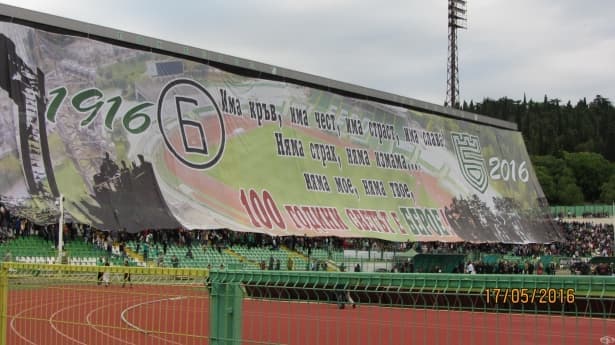 1916
Б
Има кръв, има чест, има страст, има слава!
Няма страх, няма измама...
няма мое, няма твое,
100 години светът е БЕРОЕ!
2016
17/05/2016